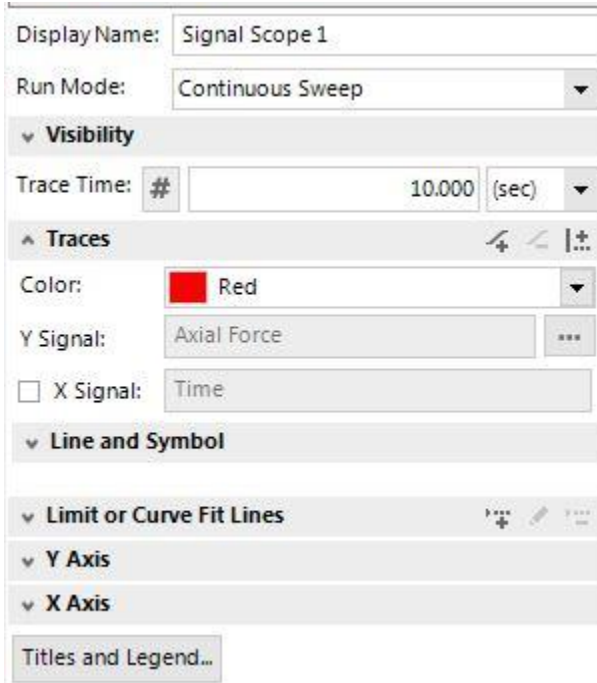 Display Name: Signal Scope 1
Run Mode: Continuous Sweep
Visibility
Trace Time: # 10.000 (sec)
Traces
Color: Red
Y Signal: Axial Force ...
X Signal: Time
Line and Symbol
Limit or Curve Fit Lines
Y Axis
X Axis
Titles and Legend...